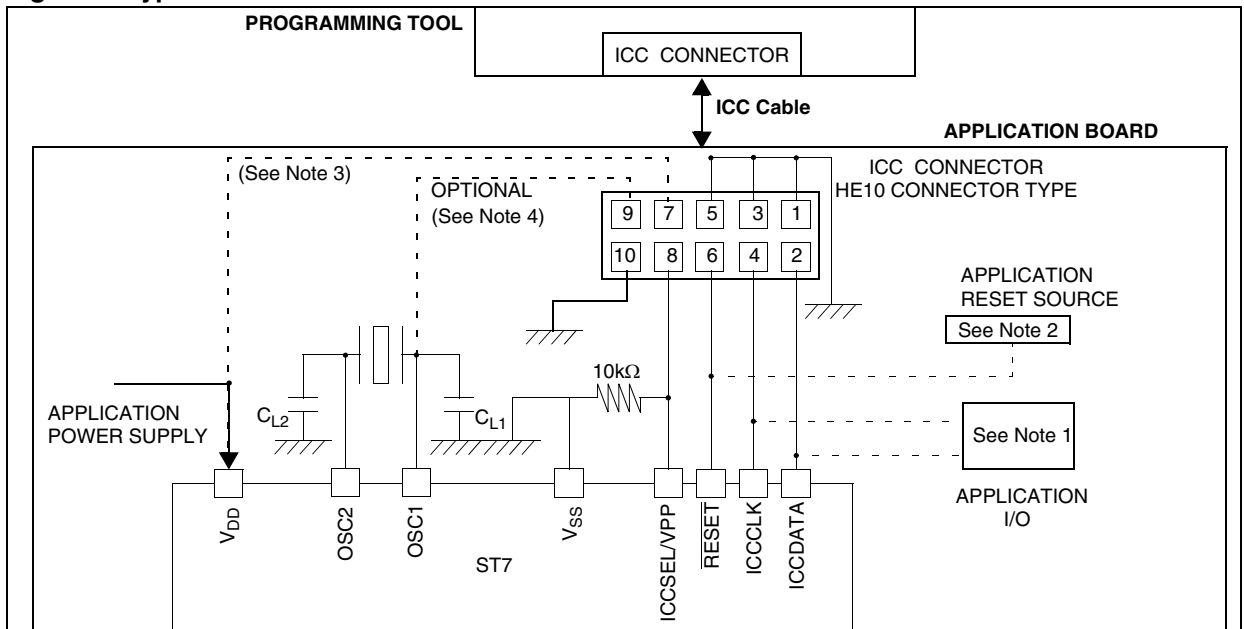 PROGRAMMING TOOL
ICC CONNECTOR
ICC Cable
APPLICATION BOARD
(See Note 3)
OPTIONAL
(See Note 4)
ICC CONNECTOR
HE10 CONNECTOR TYPE
9 7 5 3 1
10 8 6 4 2
APPLICATION
RESET SOURCE
See Note 2
10kΩ
APPLICATION
POWER SUPPLY
CL2
CL1
See Note 1
APPLICATION
I/O
VDD
OSC2
OSC1
VSS
ICCSEL/VPP
RESET
ICCCLK
ICCDATA
ST7